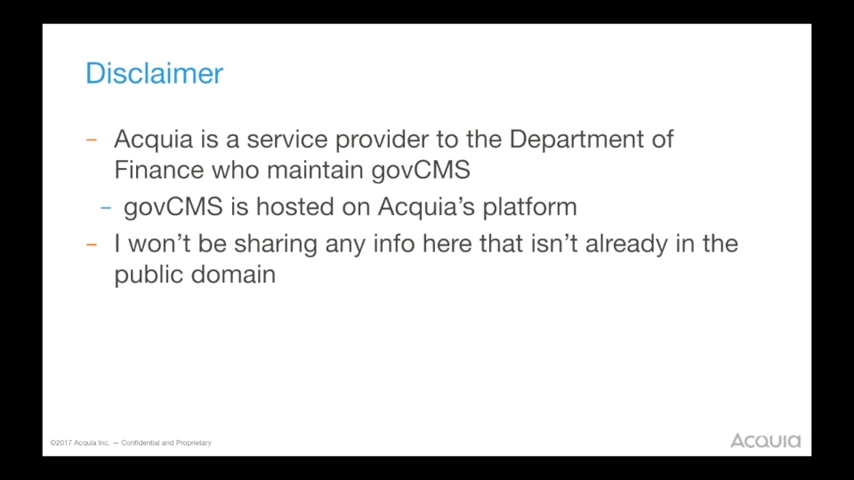 Disclaimer
– Acquia is a service provider to the Department of
Finance who maintain govCMS
– govCMS is hosted on Acquia’s platform
– I won’t be sharing any info here that isn’t already in the
public domain
©2017 Acquia Inc. — Confidential and Proprietary
Acquia